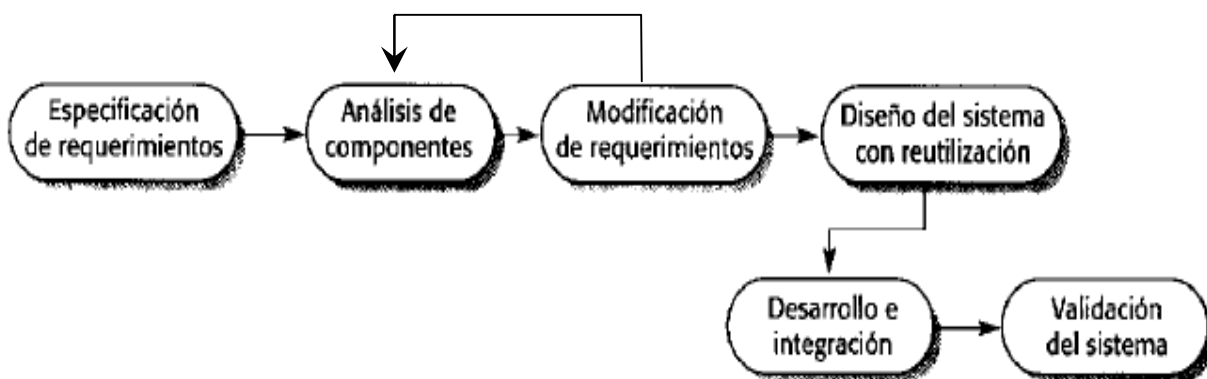 Especificación
de requerimientos
Análisis de
componentes
Modificación
de requerimientos
Diseño del sistema
con reutilización
Desarrollo e
integración
Validación
del sistema